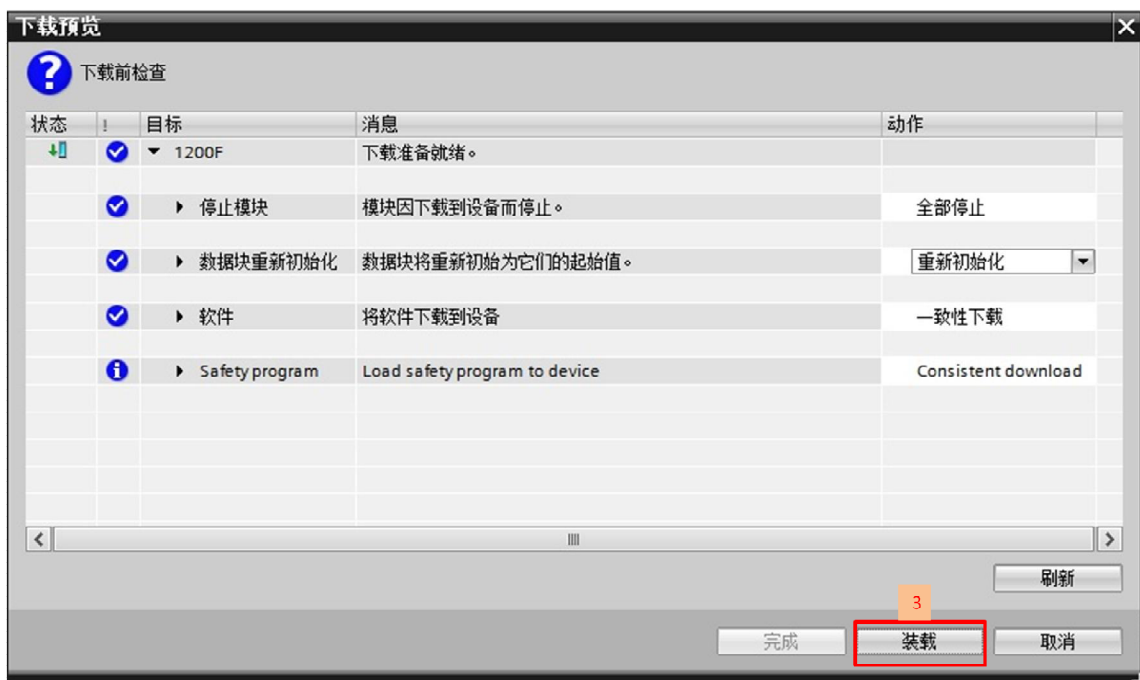 下载预览
下载前检查
状态 ! 目标 消息 动作
1200F 下载准备就绪。
停止模块 模块因下载到设备而停止。 全部停止
数据块重新初始化 数据块将重新初始为它们的起始值。 重新初始化
软件 将软件下载到设备 一致性下载
Safety program Load safety program to device Consistent download
刷新
3
完成 装载 取消